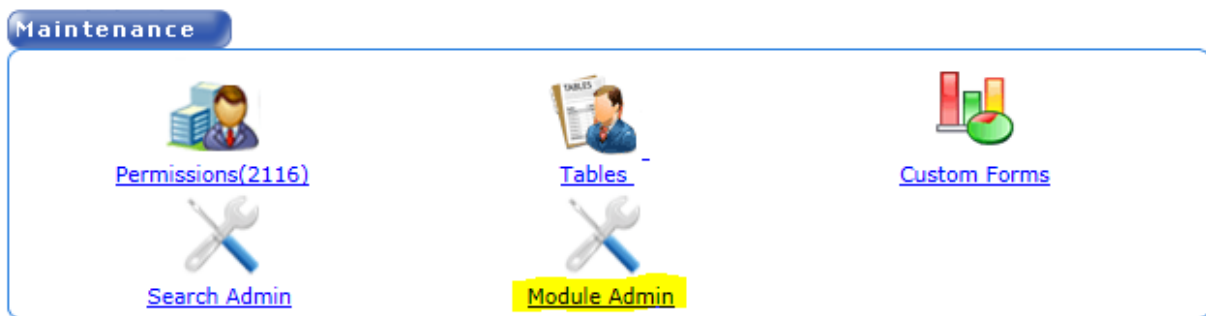 Maintenance
TABLES
Permissions(2116)
Tables
Custom Forms
Search Admin
Module Admin